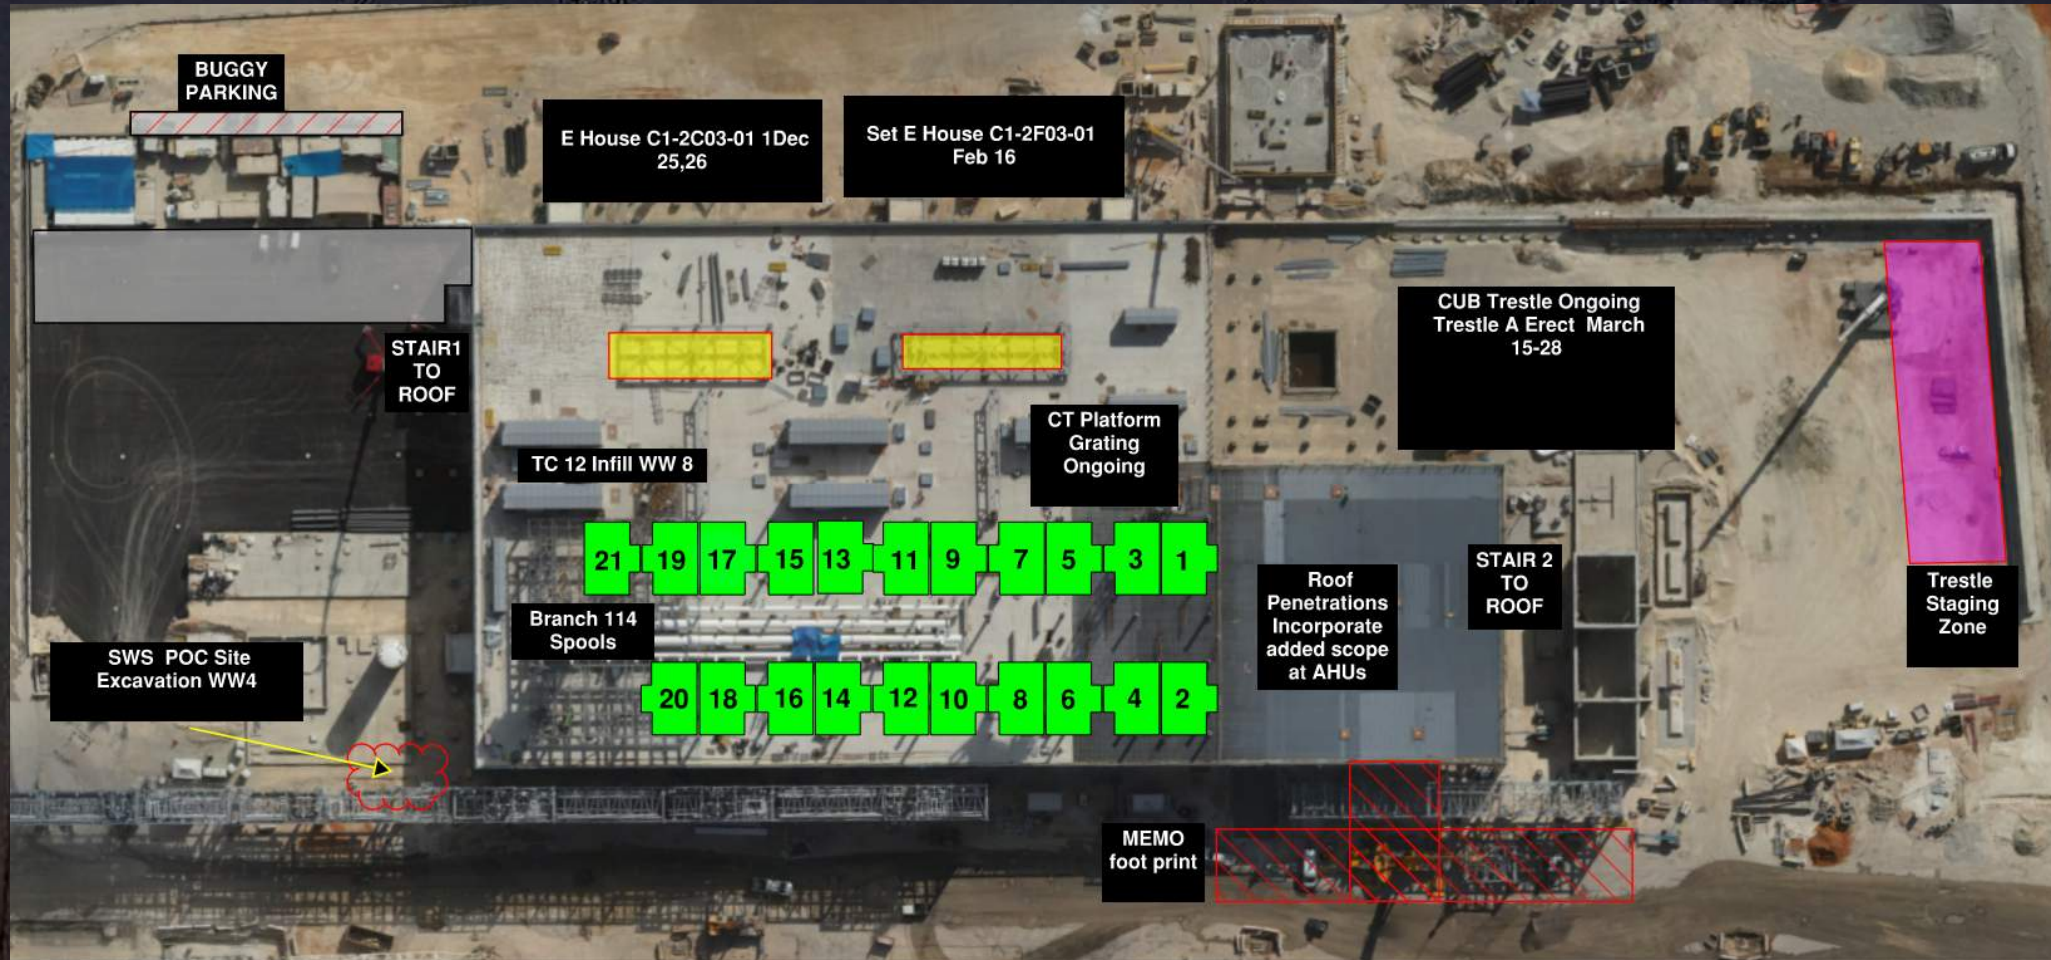 BUGGY
PARKING
E House C1-2C03-01 1Dec
25,26
Set E House C1-2F03-01
Feb 16
CUB Trestle Ongoing
Trestle A Erect March
15-28
STAIR1
TO
ROOF
CT Platform
Grating
Ongoing
TC 12 Infill WW 8
21 19 17 15 13 11 9 7 5 3 1
STAIR 2
TO
ROOF
Roof
Penetrations
Incorporate
added scope
at AHUs
Trestle
Staging
Zone
Branch 114
Spools
SWS POC Site
Excavation WW4
20 18 16 14 12 10 8 6 4 2
MEMO
foot print